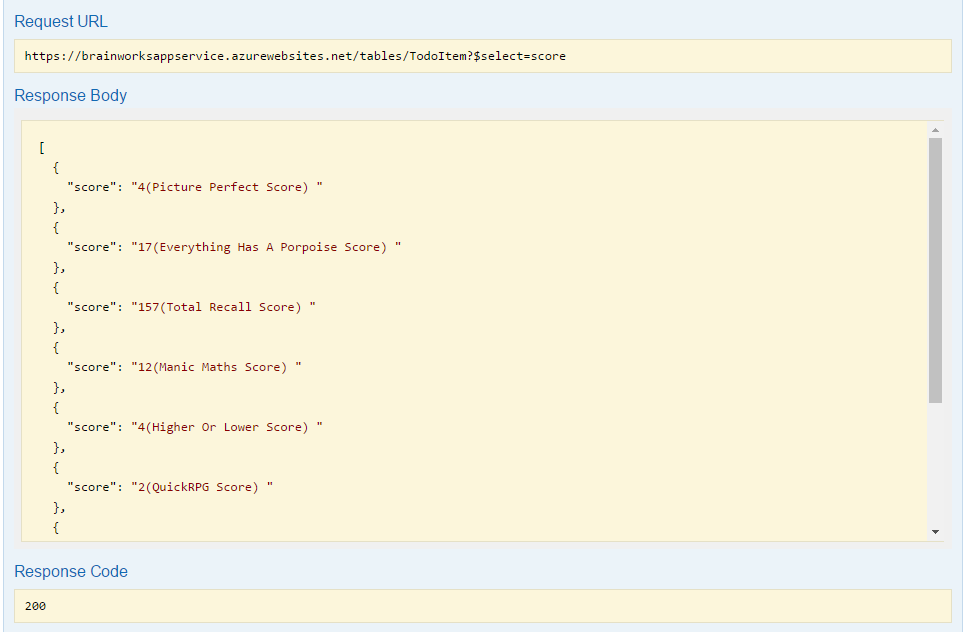 Request URL
https://brainworksappservice.azurewebsites.net/tables/TodoItem?$select=score
Response Body
[
  {
    "score": "4(Picture Perfect Score) "
  },
  {
    "score": "17(Everything Has A Porpoise Score) "
  },
  {
    "score": "157(Total Recall Score) "
  },
  {
    "score": "12(Manic Maths Score) "
  },
  {
    "score": "4(Higher Or Lower Score) "
  },
  {
    "score": "2(QuickRPG Score) "
  },
  {
Response Code
200